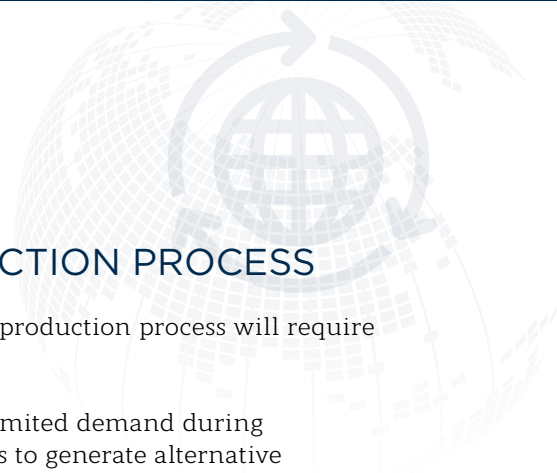 CTION PROCESS
production process will require
mited demand during
s to generate alternative